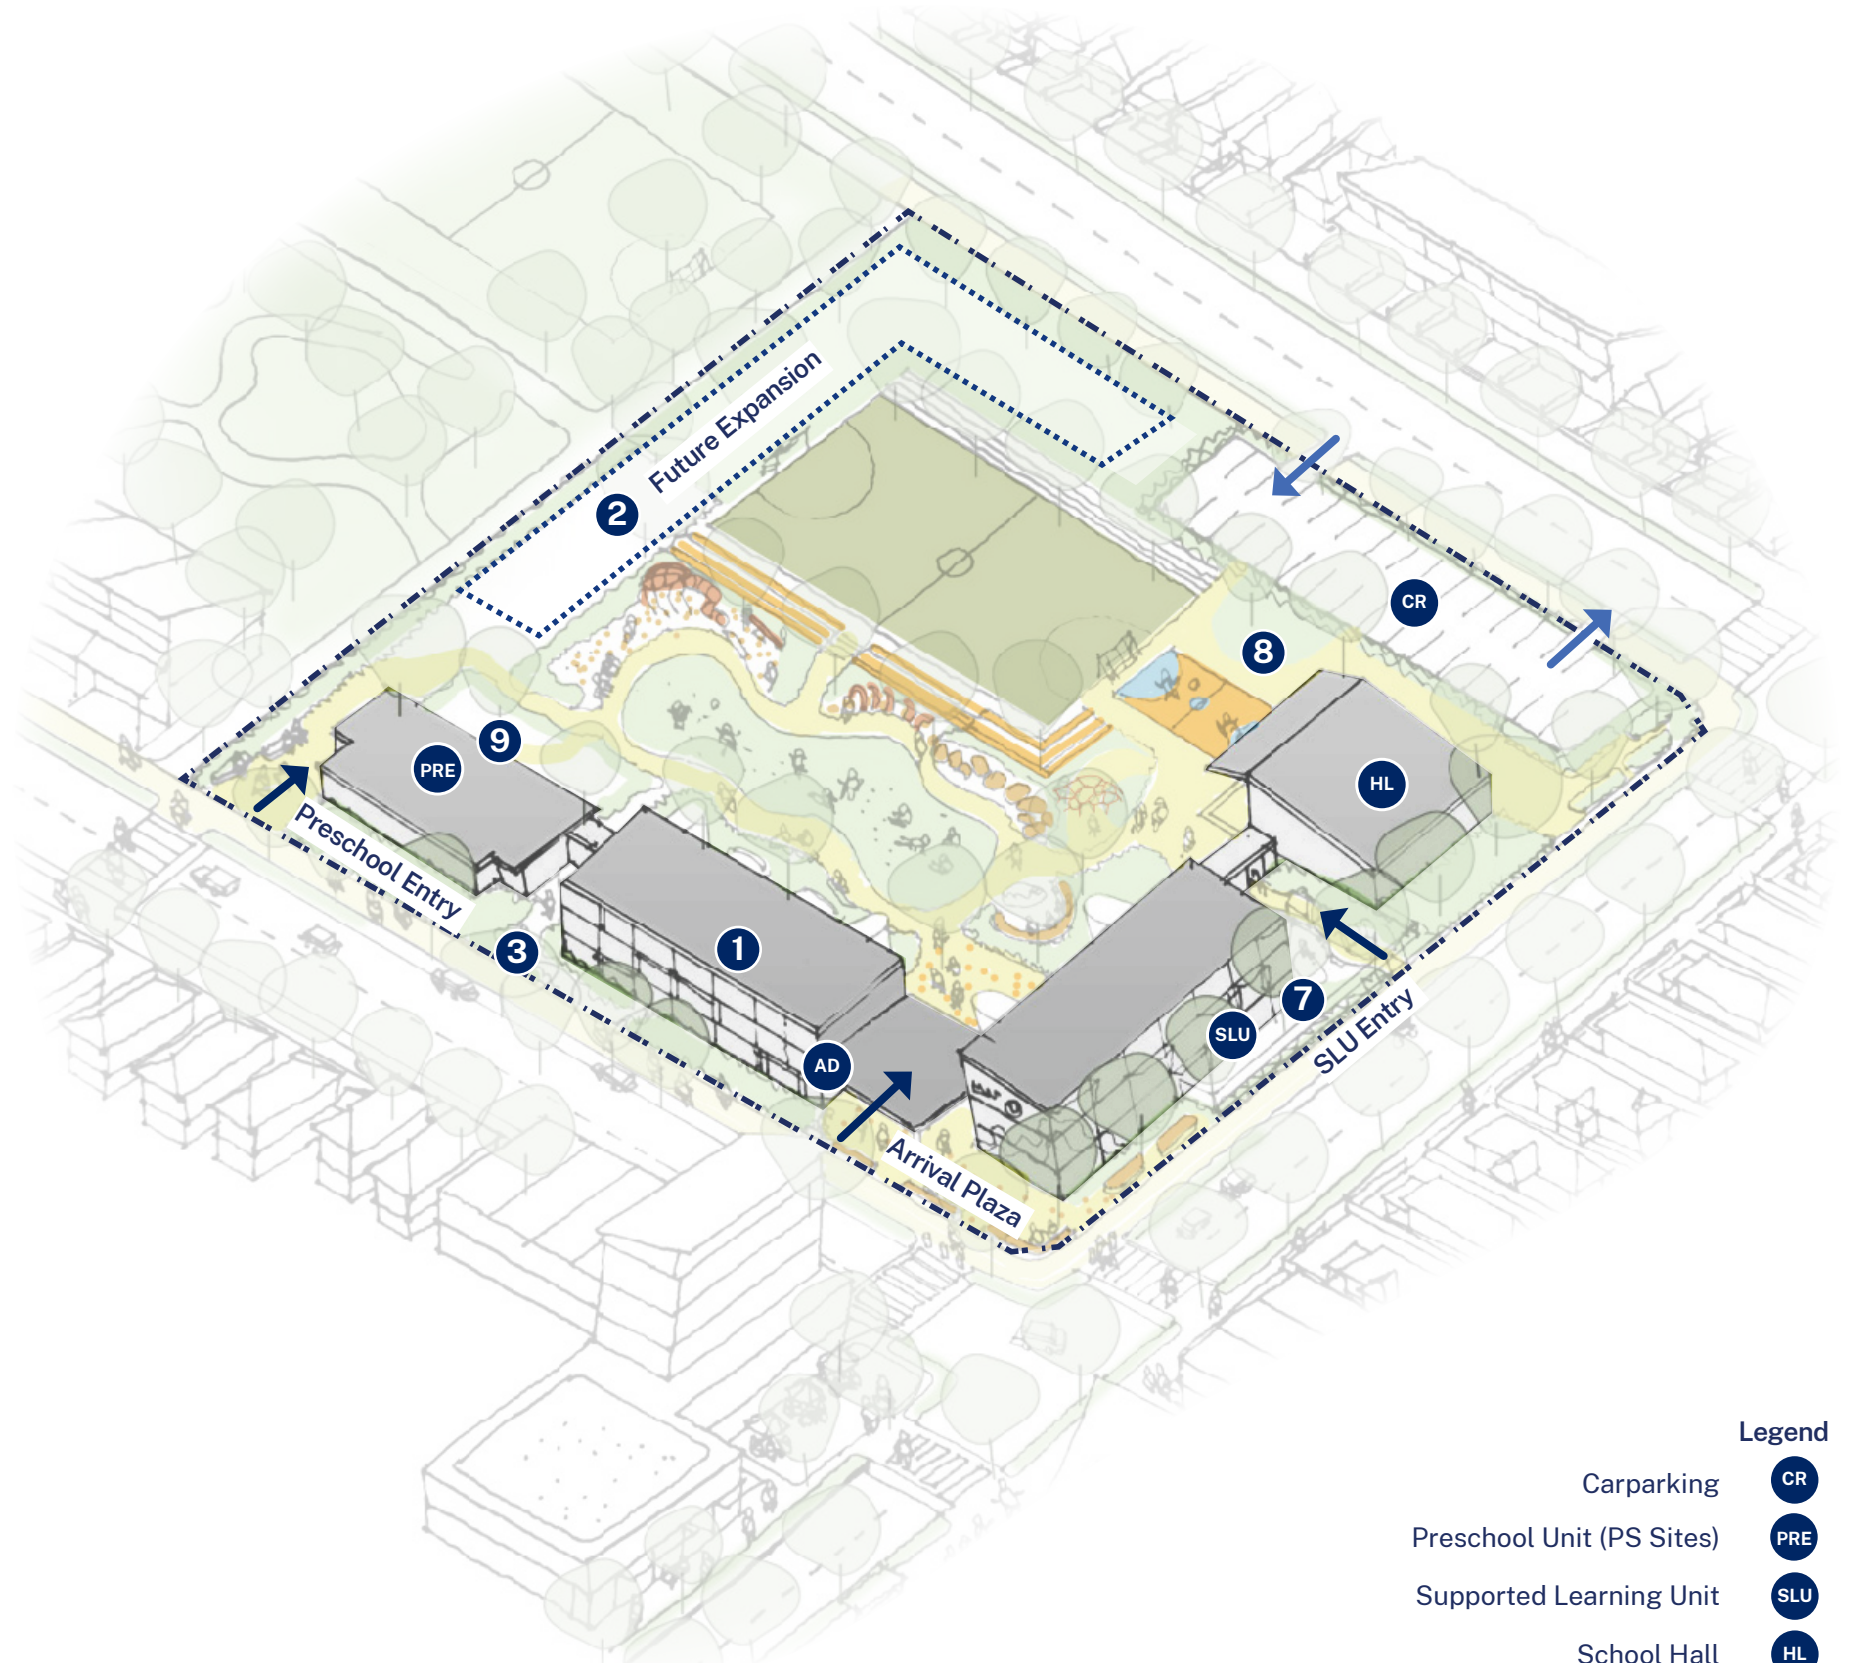 Future Expansion
2
CR
8
9
PRE
HL
Preschool Entry
3
1
7
SLU
SLU Entry
AD
Arrival Plaza
Legend
Carparking CR
Preschool Unit (PS Sites) PRE
Supported Learning Unit SLU
School Hall HL